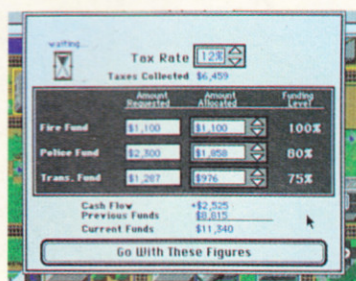 waiting...
Tax Rate 12%
Taxes Collected $6,459
Amount Requested Amount Allocated Funding Level
Fire Fund $1,100 $1,100 100%
Police Fund $2,300 $1,858 80%
Trans. Fund $1,287 $976 75%
Cash Flow +$2,525
Previous Funds $8,815
Current Funds $11,340
Go With These Figures